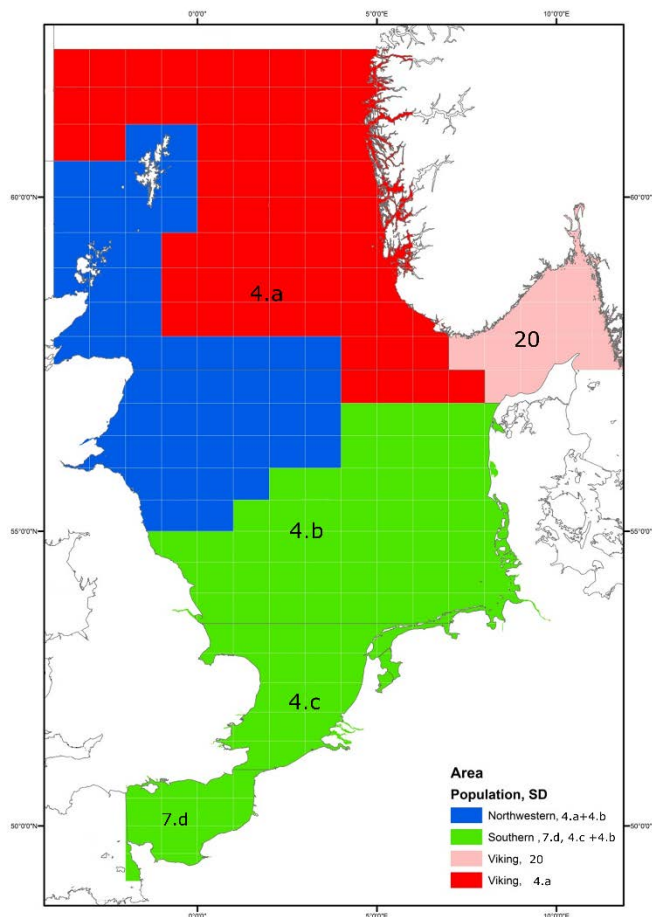 0°0'0" 5°0'0"E 10°0'0"E
60°0'0"N 60°0'0"N
4.a
20
55°0'0"N 55°0'0"N
4.b
4.c
7.d
50°0'0"N 50°0'0"N
Area
Population, SD
Northwestern, 4.a+4.b
Southern ,7.d, 4.c +4.b
Viking, 20
Viking, 4.a
0°0'0" 5°0'0"E 10°0'0"E